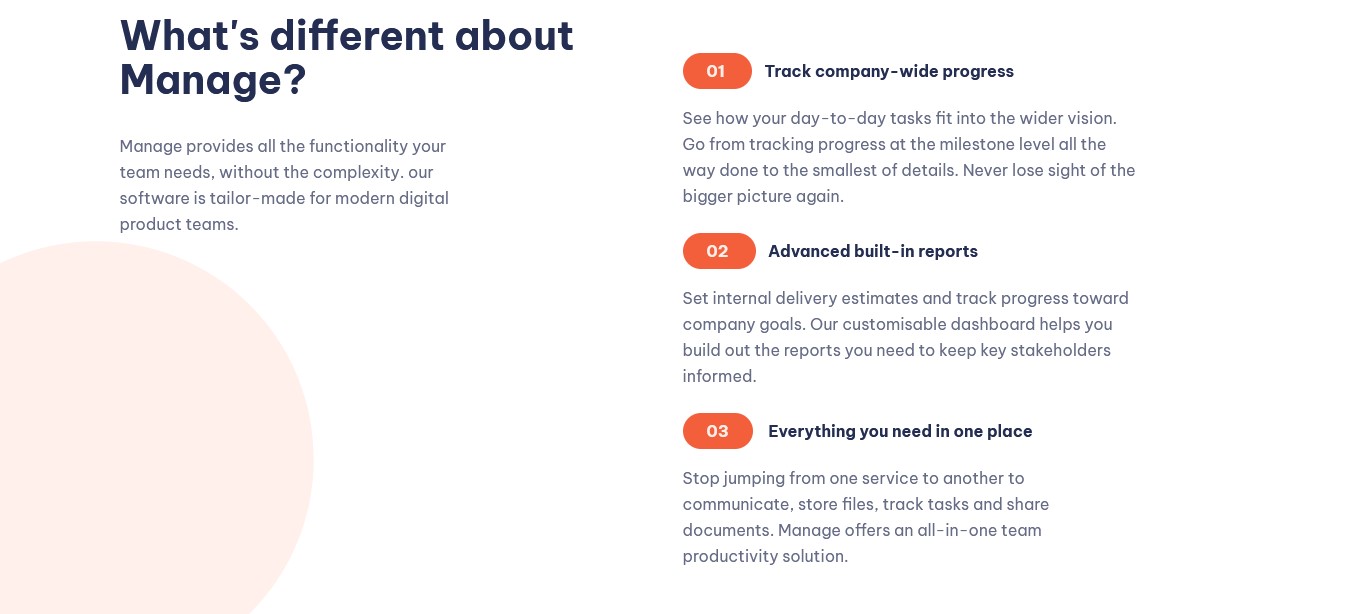 What's different about
Manage?
Manage provides all the functionality your
team needs, without the complexity. our
software is tailor-made for modern digital
product teams.
01 Track company-wide progress
See how your day-to-day tasks fit into the wider vision.
Go from tracking progress at the milestone level all the
way done to the smallest of details. Never lose sight of the
bigger picture again.
02 Advanced built-in reports
Set internal delivery estimates and track progress toward
company goals. Our customisable dashboard helps you
build out the reports you need to keep key stakeholders
informed.
03 Everything you need in one place
Stop jumping from one service to another to
communicate, store files, track tasks and share
documents. Manage offers an all-in-one team
productivity solution.